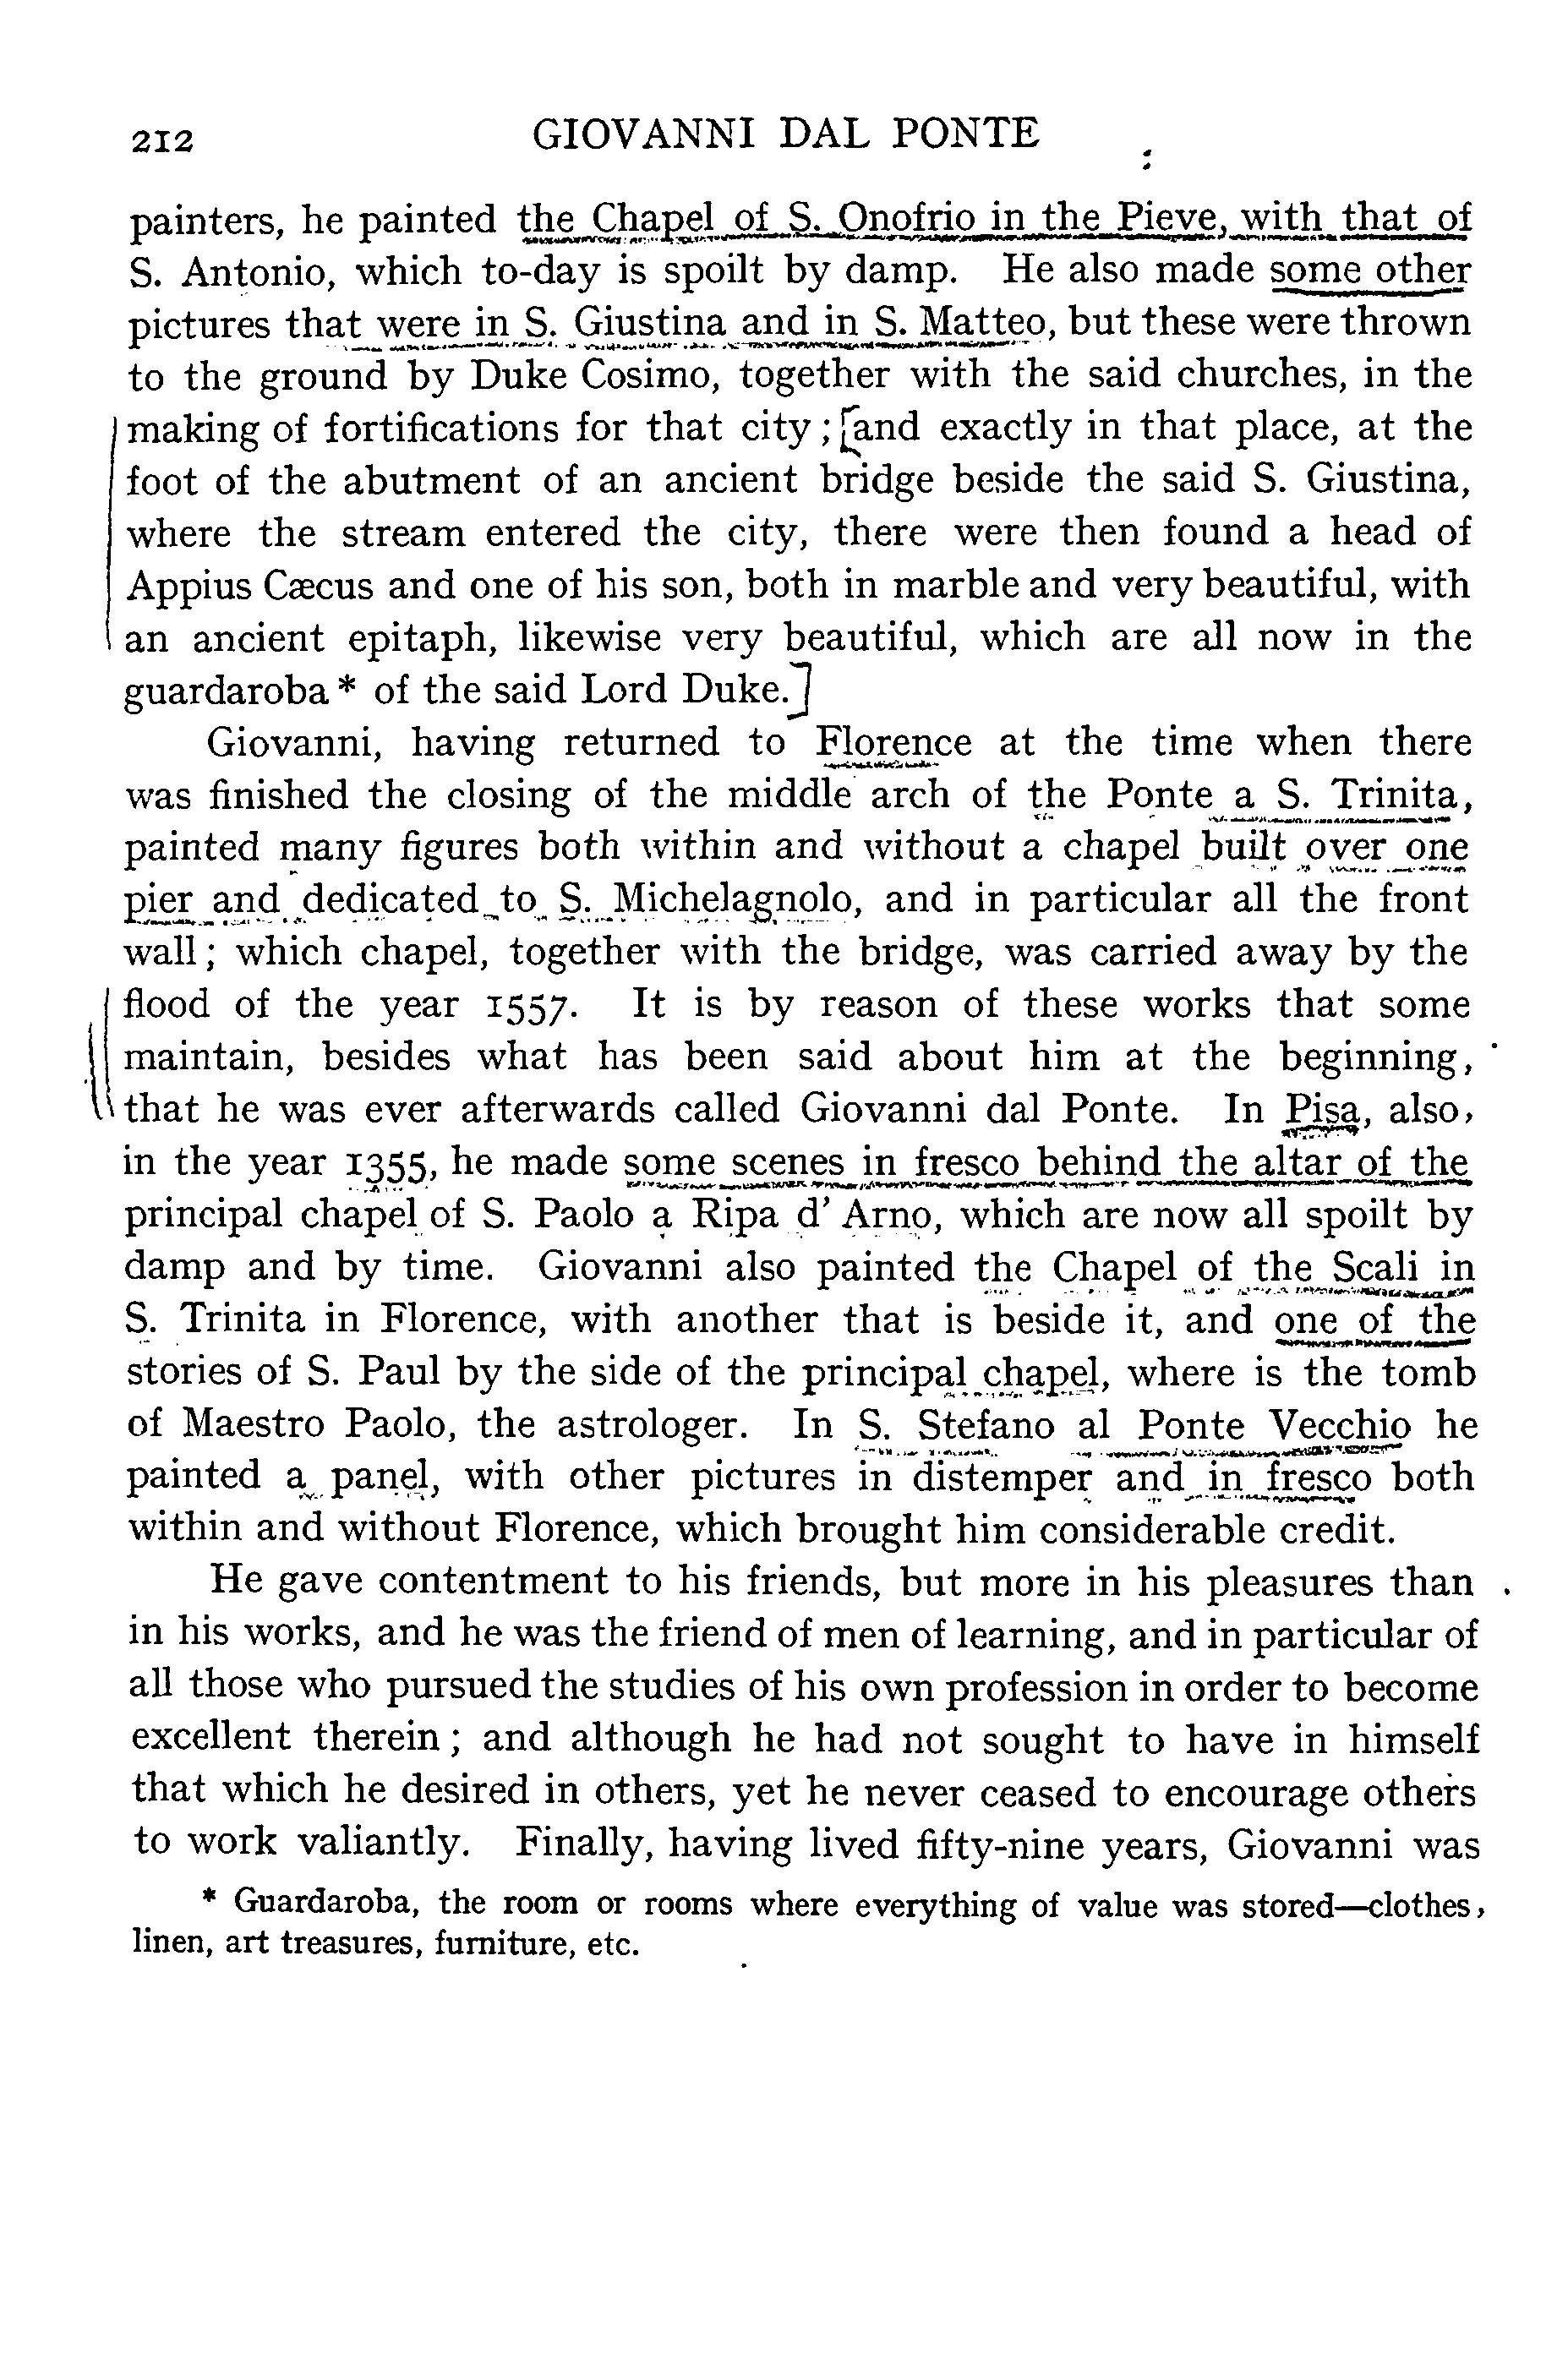 212
GIOVANNI DAL PONTE
painters, he painted the Chapel of S. Onofrio in the Pieve, with that of
S. Antonio, which to-day is spoilt by damp. He also made some other
pictures that were in S. Giustina and in S. Matteo, but these were thrown
to the ground by Duke Cosimo, together with the said churches, in the
making of fortifications for that city; [and exactly in that place, at the
foot of the abutment of an ancient bridge beside the said S. Giustina,
where the stream entered the city, there were then found a head of
Appius Cæcus and one of his son, both in marble and very beautiful, with
an ancient epitaph, likewise very beautiful, which are all now in the
guardaroba * of the said Lord Duke.]
Giovanni, having returned to Florence at the time when there
was finished the closing of the middle arch of the Ponte a S. Trinita,
painted many figures both within and without a chapel built over one
pier and dedicated to S. Michelagnolo, and in particular all the front
wall; which chapel, together with the bridge, was carried away by the
flood of the year 1557. It is by reason of these works that some
maintain, besides what has been said about him at the beginning,
that he was ever afterwards called Giovanni dal Ponte. In Pisa, also,
in the year 1355, he made some scenes in fresco behind the altar of the
principal chapel of S. Paolo a Ripa d' Arno, which are now all spoilt by
damp and by time. Giovanni also painted the Chapel of the Scali in
S. Trinita in Florence, with another that is beside it, and one of the
stories of S. Paul by the side of the principal chapel, where is the tomb
of Maestro Paolo, the astrologer. In S. Stefano al Ponte Vecchio he
painted a panel, with other pictures in distemper and in fresco both
within and without Florence, which brought him considerable credit.
He gave contentment to his friends, but more in his pleasures than
in his works, and he was the friend of men of learning, and in particular of
all those who pursued the studies of his own profession in order to become
excellent therein; and although he had not sought to have in himself
that which he desired in others, yet he never ceased to encourage others
to work valiantly. Finally, having lived fifty-nine years, Giovanni was
* Guardaroba, the room or rooms where everything of value was stored—clothes,
linen, art treasures, furniture, etc.